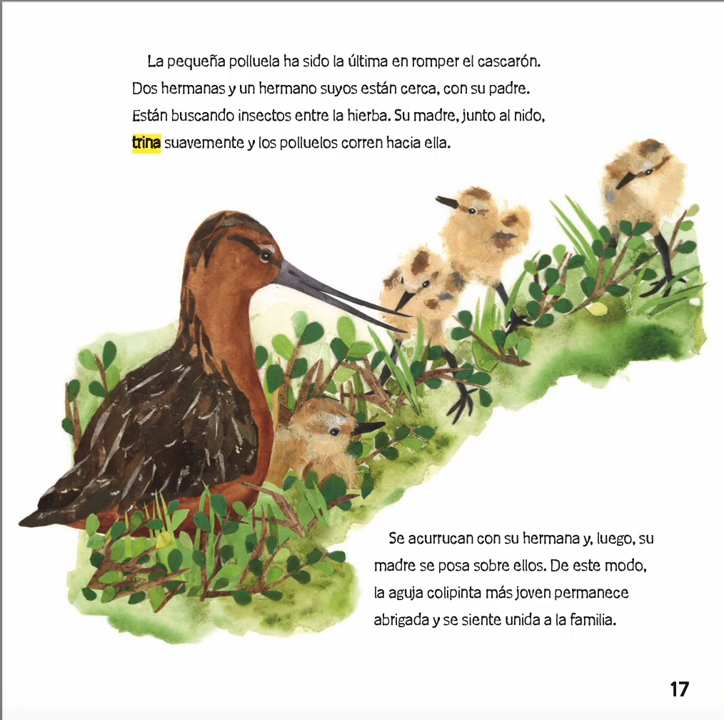 La pequeña polluela ha sido la última en romper el cascarón.
Dos hermanas y un hermano suyos están cerca, con su padre.
Están buscando insectos entre la hierba. Su madre, junto al nido,
trina suavemente y los polluelos corren hacia ella.
Se acurrucan con su hermana y, luego, su
madre se posa sobre ellos. De este modo,
la aguja colipinta más joven permanece
abrigada y se siente unida a la familia.
17